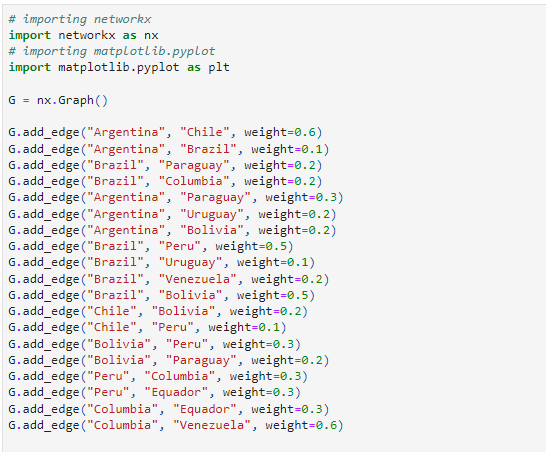 # importing networkx
import networkx as nx
# importing matplotlib.pyplot
import matplotlib.pyplot as plt
G = nx.Graph()
G.add_edge("Argentina", "Chile", weight=0.6)
G.add_edge("Argentina", "Brazil", weight=0.1)
G.add_edge("Brazil", "Paraguay", weight=0.2)
G.add_edge("Brazil", "Columbia", weight=0.2)
G.add_edge("Argentina", "Paraguay", weight=0.3)
G.add_edge("Argentina", "Uruguay", weight=0.2)
G.add_edge("Argentina", "Bolivia", weight=0.2)
G.add_edge("Brazil", "Peru", weight=0.5)
G.add_edge("Brazil", "Uruguay", weight=0.1)
G.add_edge("Brazil", "Venezuela", weight=0.2)
G.add_edge("Brazil", "Bolivia", weight=0.5)
G.add_edge("Chile", "Bolivia", weight=0.2)
G.add_edge("Chile", "Peru", weight=0.1)
G.add_edge("Bolivia", "Peru", weight=0.3)
G.add_edge("Bolivia", "Paraguay", weight=0.2)
G.add_edge("Peru", "Columbia", weight=0.3)
G.add_edge("Peru", "Equador", weight=0.3)
G.add_edge("Columbia", "Equador", weight=0.3)
G.add_edge("Columbia", "Venezuela", weight=0.6)